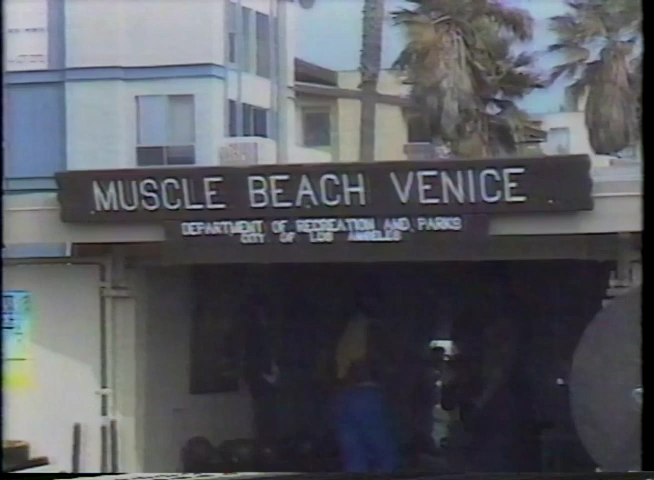 MUSCLE BEACH VENICE
DEPARTMENT OF RECREATION AND PARKS
CITY OF LOS ANGELES